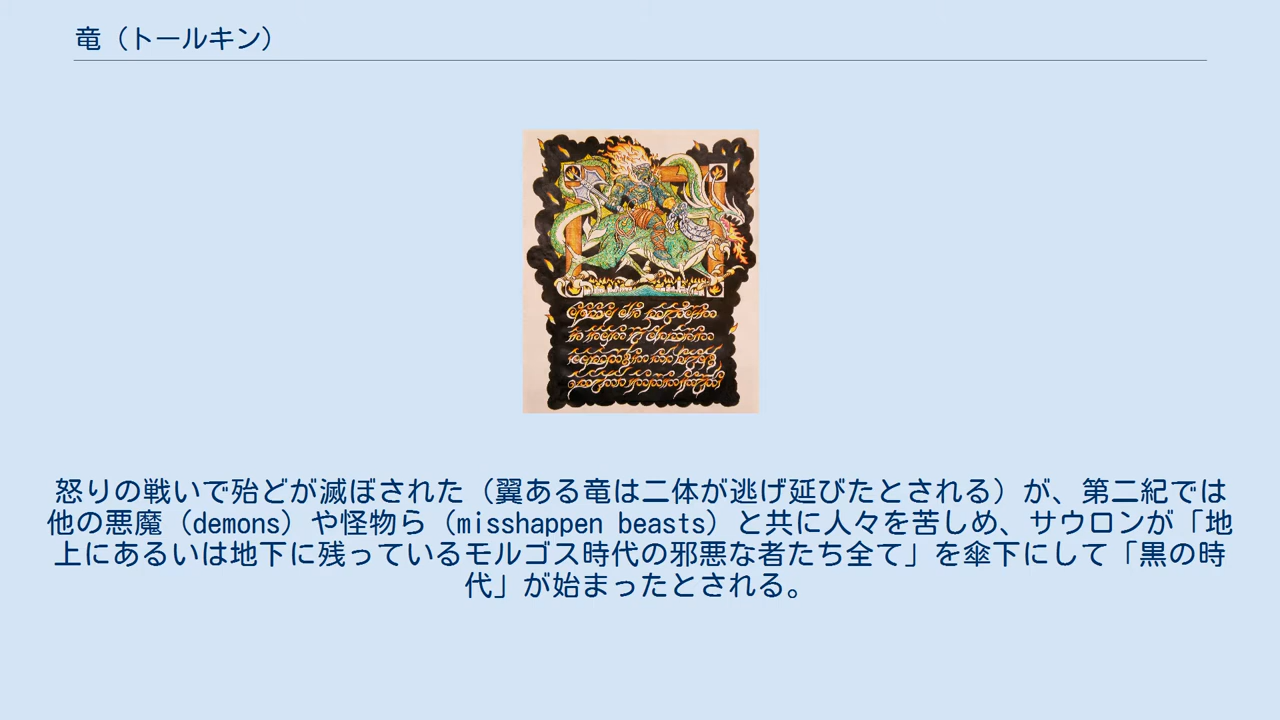 竜（トールキン）
怒りの戦いで殆どが滅ぼされた（翼ある竜は二体が逃げ延びたとされる）が、第二紀では
他の悪魔（demons）や怪物ら（misshappen beasts）と共に人々を苦しめ、サウロンが「地
上にあるいは地下に残っているモルゴス時代の邪悪な者たち全て」を傘下にして「黒の時
代」が始まったとされる。